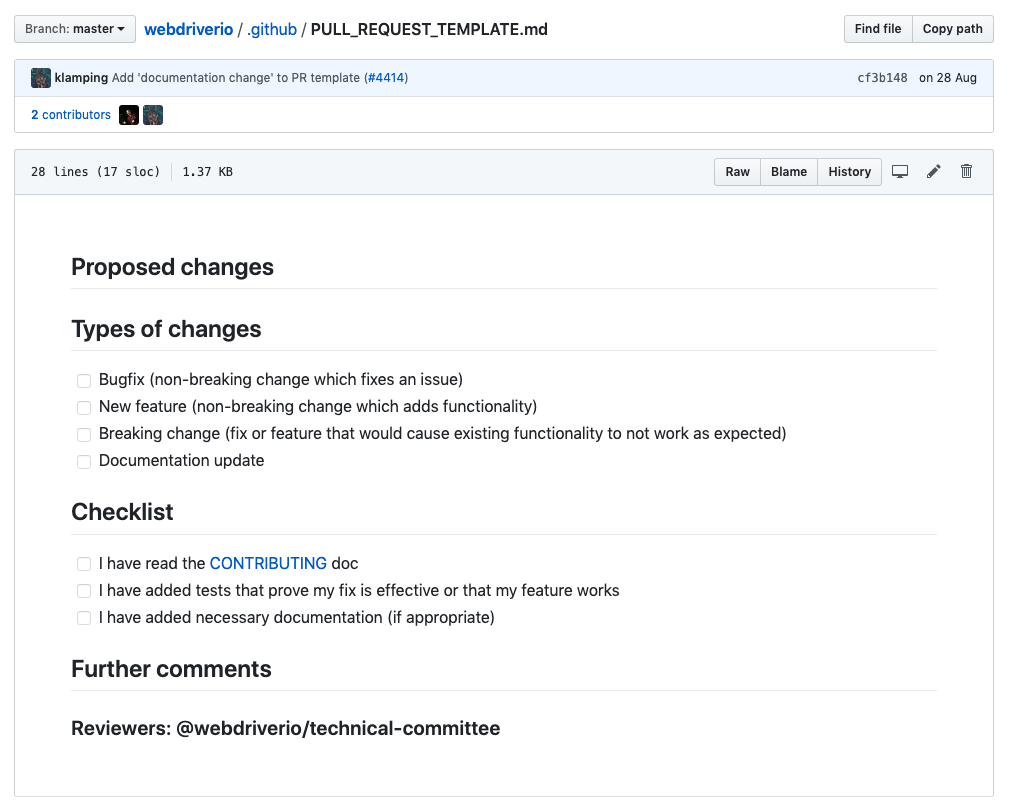 Branch: master
webdriverio / .github / PULL_REQUEST_TEMPLATE.md
Find file
Copy path
klamping Add 'documentation change' to PR template (#4414)
cf3b148 on 28 Aug
2 contributors
28 lines (17 sloc) 1.37 KB
Raw
Blame
History
Proposed changes
Types of changes
Bugfix (non-breaking change which fixes an issue)
New feature (non-breaking change which adds functionality)
Breaking change (fix or feature that would cause existing functionality to not work as expected)
Documentation update
Checklist
I have read the CONTRIBUTING doc
I have added tests that prove my fix is effective or that my feature works
I have added necessary documentation (if appropriate)
Further comments
Reviewers: @webdriverio/technical-committee